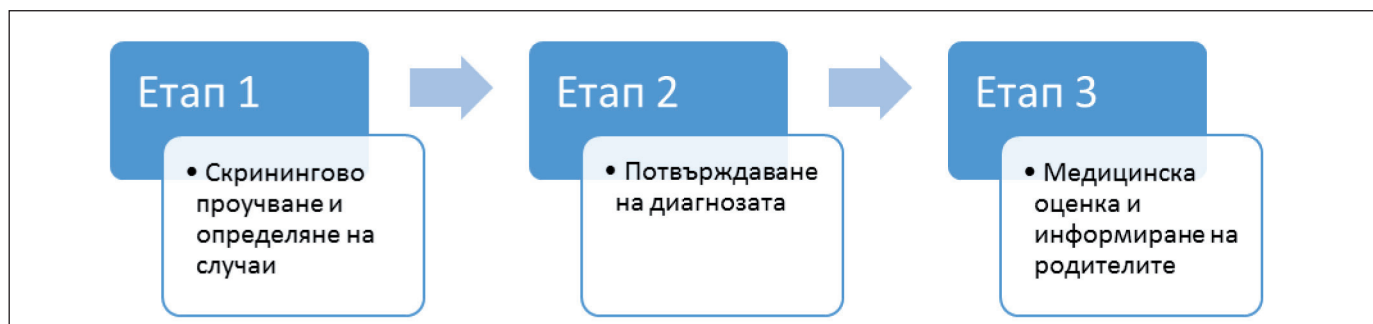 Етап 1
• Скринингово
проучване и
определяне на
случаи
Етап 2
• Потвърждаване
на диагнозата
Етап 3
• Медицинска
оценка и
информиране на
родителите